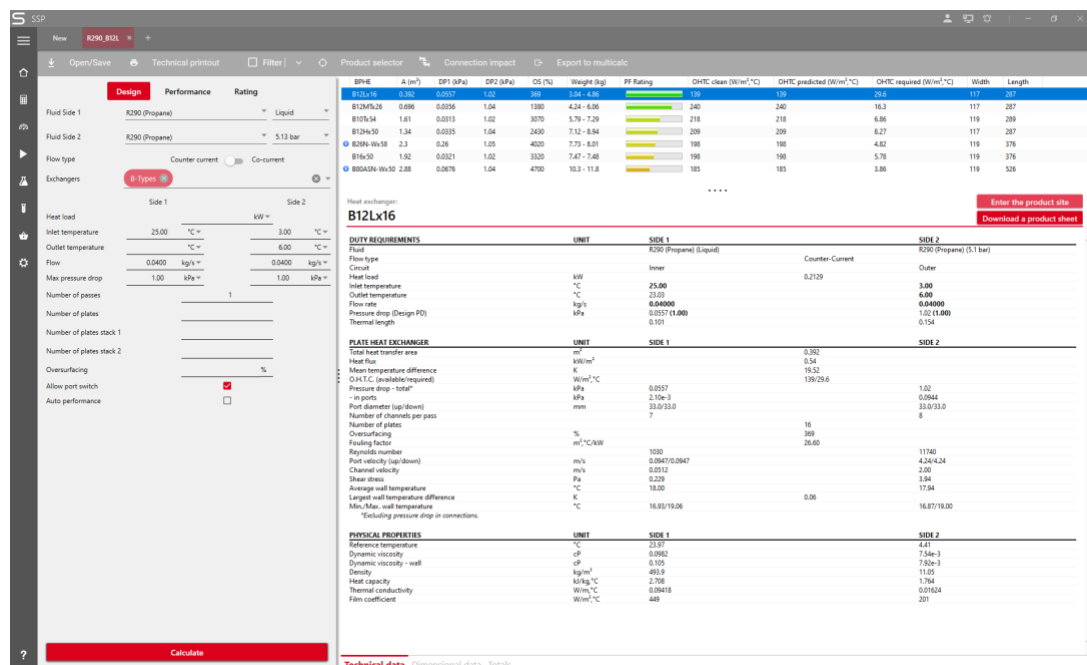 SSP
New R290_B12L × +
Open/Save Technical printout Filter Product selector Connection impact Export to multicalc
Design Performance Rating
Fluid Side 1 R290 (Propane) Liquid
Fluid Side 2 R290 (Propane) 5.13 bar
Flow type Counter current Co-current
Exchangers B-Types
Side 1 Side 2
Heat load kW
Inlet temperature 25.00 °C 3.00 °C
Outlet temperature °C 6.00 °C
Flow 0.0400 kg/s 0.0400 kg/s
Max pressure drop 1.00 kPa 1.00 kPa
Number of passes 1
Number of plates
Number of plates stack 1
Number of plates stack 2
Oversurfacing %
Allow port switch
Auto performance
Calculate
?
BPHE A (m²) DP1 (kPa) DP2 (kPa) OS (%) Weight (kg) PF Rating OHTC clean (W/m²,°C) OHTC predicted (W/m²,°C) OHTC required (W/m²,°C) Width Length
B12Lx16 0.392 0.0557 1.02 369 3.04 - 4.86 139 139 29.6 117 287
B12MTx26 0.696 0.0356 1.04 1380 4.24 - 6.06 240 240 16.3 117 287
B10Tx54 1.61 0.0313 1.02 3070 5.79 - 7.29 218 218 6.86 119 289
B12Hx50 1.34 0.0335 1.04 2430 7.12 - 8.94 209 209 8.27 117 287
B26N-Wx58 2.3 0.26 1.05 4020 7.73 - 8.01 198 198 4.82 119 376
B16x50 1.92 0.0321 1.02 3320 7.47 - 7.48 198 198 5.78 119 376
B80ASN-Wx50 2.88 0.0676 1.04 4700 10.3 - 11.8 185 185 3.86 119 526
Heat exchanger:
B12Lx16
Enter the product site
Download a product sheet
DUTY REQUIREMENTS UNIT SIDE 1 SIDE 2
Fluid R290 (Propane) (Liquid) R290 (Propane) (5.1 bar)
Flow type Counter-Current
Circuit Inner Outer
Heat load kW 0.2129
Inlet temperature °C 25.00 3.00
Outlet temperature °C 23.03 6.00
Flow rate kg/s 0.04000 0.04000
Pressure drop (Design PD) kPa 0.0557 (1.00) 1.02 (1.00)
Thermal length 0.101 0.154
PLATE HEAT EXCHANGER UNIT SIDE 1 SIDE 2
Total heat transfer area m² 0.392
Heat flux kW/m² 0.54
Mean temperature difference K 19.52
O.H.T.C. (available/required) W/m²,°C 139/29.6
Pressure drop - total* kPa 0.0557 1.02
- in ports kPa 2.10e-3 0.0944
Port diameter (up/down) mm 33.0/33.0 33.0/33.0
Number of channels per pass 7 8
Number of plates 16
Oversurfacing % 369
Fouling factor m²,°C/kW 26.60
Reynolds number 1030 11740
Port velocity (up/down) m/s 0.0947/0.0947 4.24/4.24
Channel velocity m/s 0.0512 2.00
Shear stress Pa 0.229 3.94
Average wall temperature °C 18.00 17.94
Largest wall temperature difference K 0.06
Min./Max. wall temperature °C 16.93/19.06 16.87/19.00
*Excluding pressure drop in connections.
PHYSICAL PROPERTIES UNIT SIDE 1 SIDE 2
Reference temperature °C 23.97 4.41
Dynamic viscosity cP 0.0982 7.54e-3
Dynamic viscosity - wall cP 0.105 7.92e-3
Density kg/m³ 493.9 11.05
Heat capacity kJ/kg,°C 2.708 1.764
Thermal conductivity W/m,°C 0.09418 0.01624
Film coefficient W/m²,°C 449 201
Technical data Dimensional data Totals